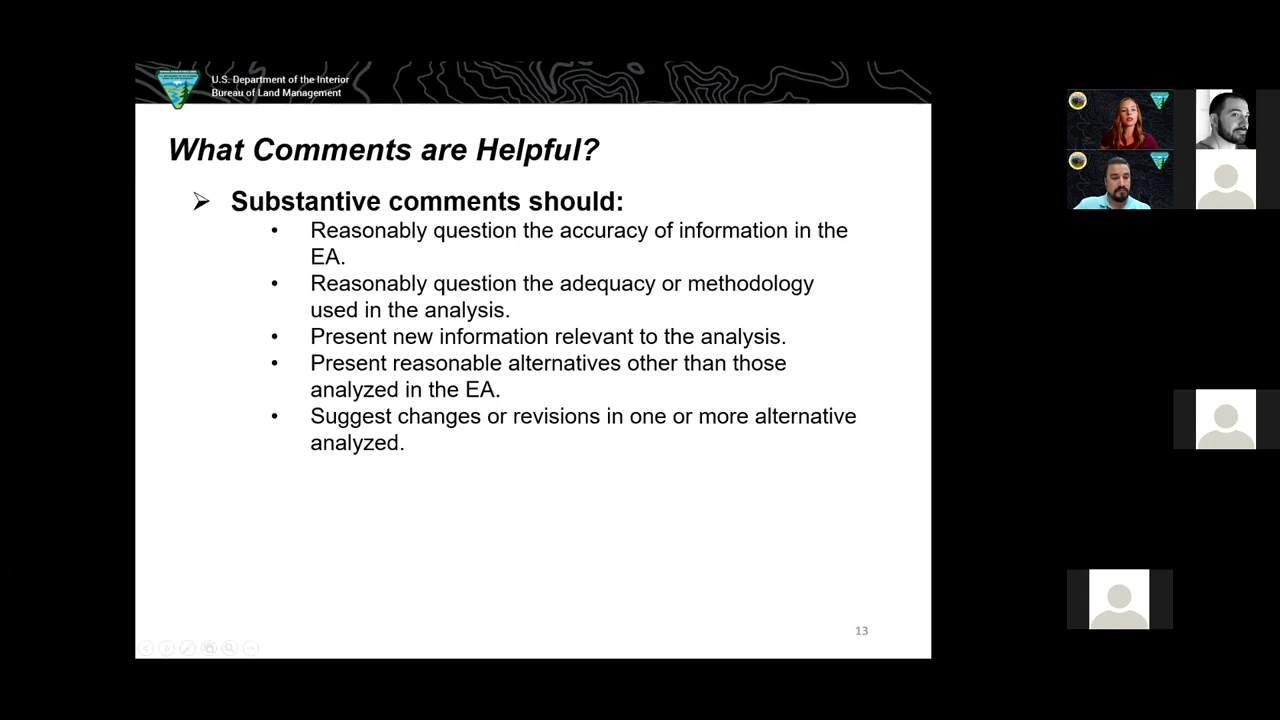 U.S. Department of the Interior
Bureau of Land Management
What Comments are Helpful?
➢ Substantive comments should:
• Reasonably question the accuracy of information in the
EA.
• Reasonably question the adequacy or methodology
used in the analysis.
• Present new information relevant to the analysis.
• Present reasonable alternatives other than those
analyzed in the EA.
• Suggest changes or revisions in one or more alternative
analyzed.
13